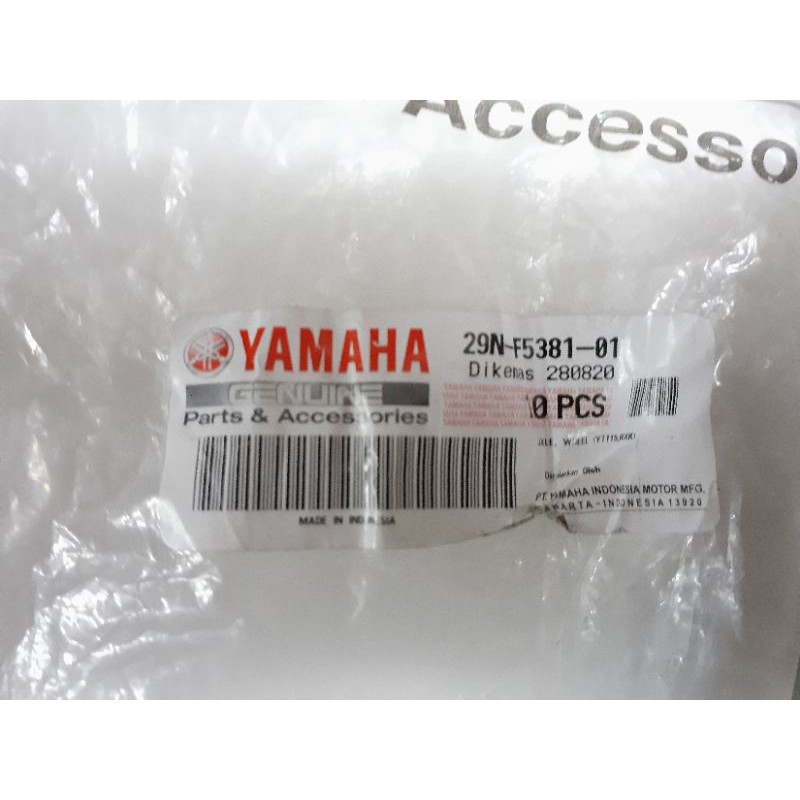 Accesso
YAMAHA
GENUINE
Parts & Accessories
MADE IN INDONESIA
29N-F5381-01
Dikemas 280820
0 PCS
WHEEL
PT. YAMAHA INDONESIA MOTOR MFG.
JAKARTA-INDONESIA 13920